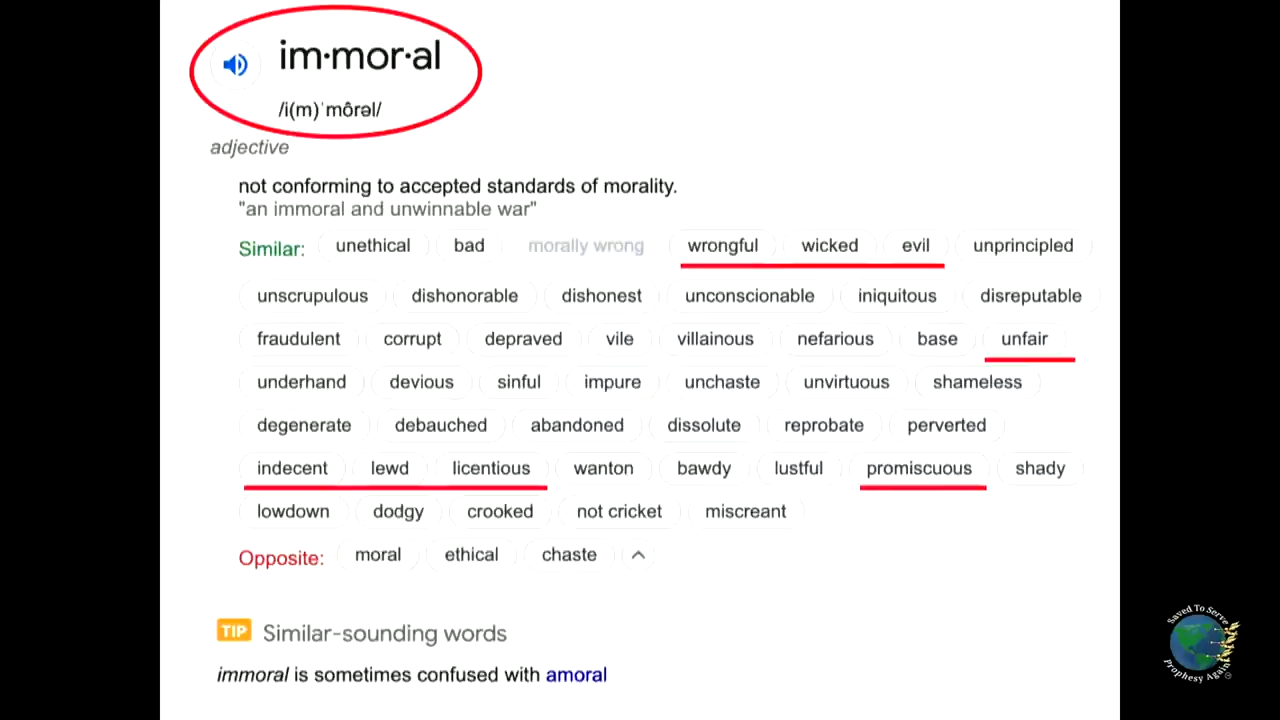 im·mor·al
/i(m)ˈmôrəl/
adjective
not conforming to accepted standards of morality.
"an immoral and unwinnable war"
Similar: unethical bad morally wrong wrongful wicked evil unprincipled
unscrupulous dishonorable dishonest unconscionable iniquitous disreputable
fraudulent corrupt depraved vile villainous nefarious base unfair
underhand devious sinful impure unchaste unvirtuous shameless
degenerate debauched abandoned dissolute reprobate perverted
indecent lewd licentious wanton bawdy lustful promiscuous shady
lowdown dodgy crooked not cricket miscreant
Opposite: moral ethical chaste
TIP Similar-sounding words
immoral is sometimes confused with amoral
Saved To Serve
Prophesy Again